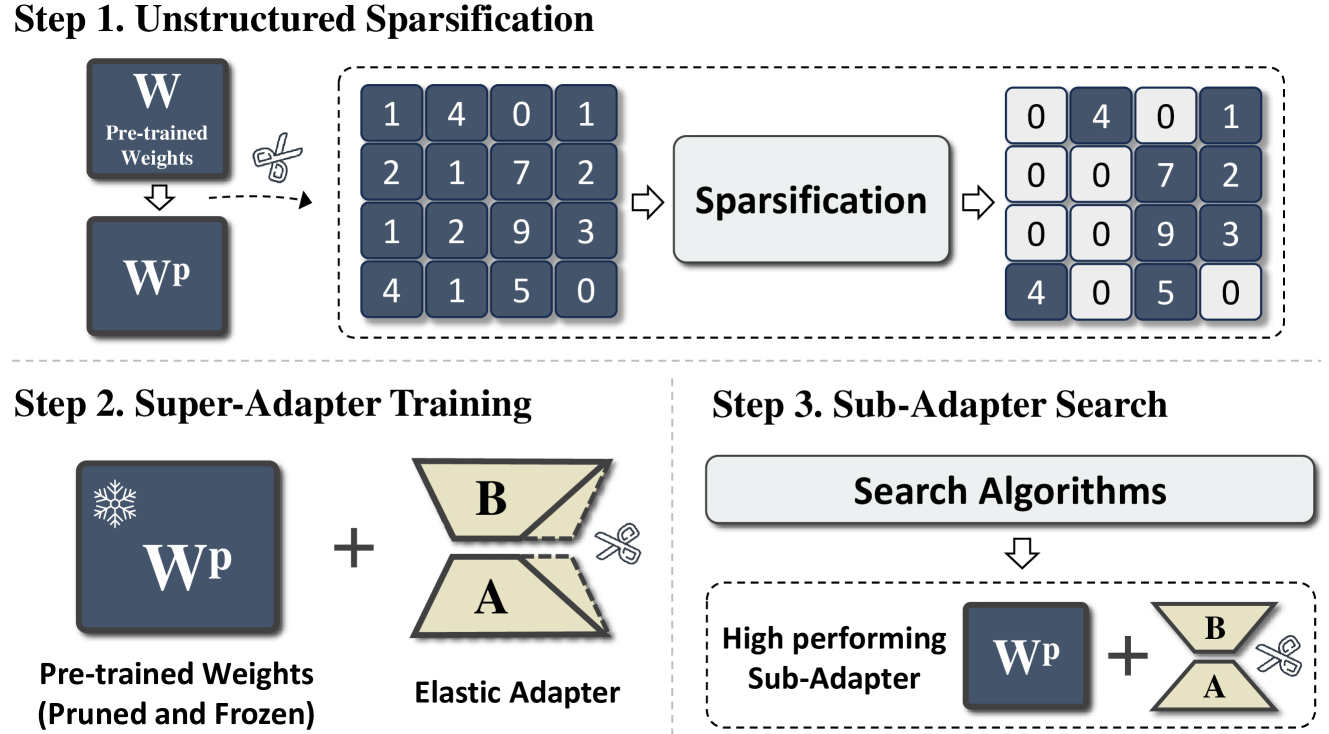 Step 1. Unstructured Sparsification
W
Pre-trained
Weights
Wᵖ
1 4 0 1
2 1 7 2
1 2 9 3
4 1 5 0
Sparsification
0 4 0 1
0 0 7 2
0 0 9 3
4 0 5 0
Step 2. Super-Adapter Training
Wᵖ
+
B
A
Pre-trained Weights
(Pruned and Frozen)
Elastic Adapter
Step 3. Sub-Adapter Search
Search Algorithms
High performing
Sub-Adapter
Wᵖ
+
B
A